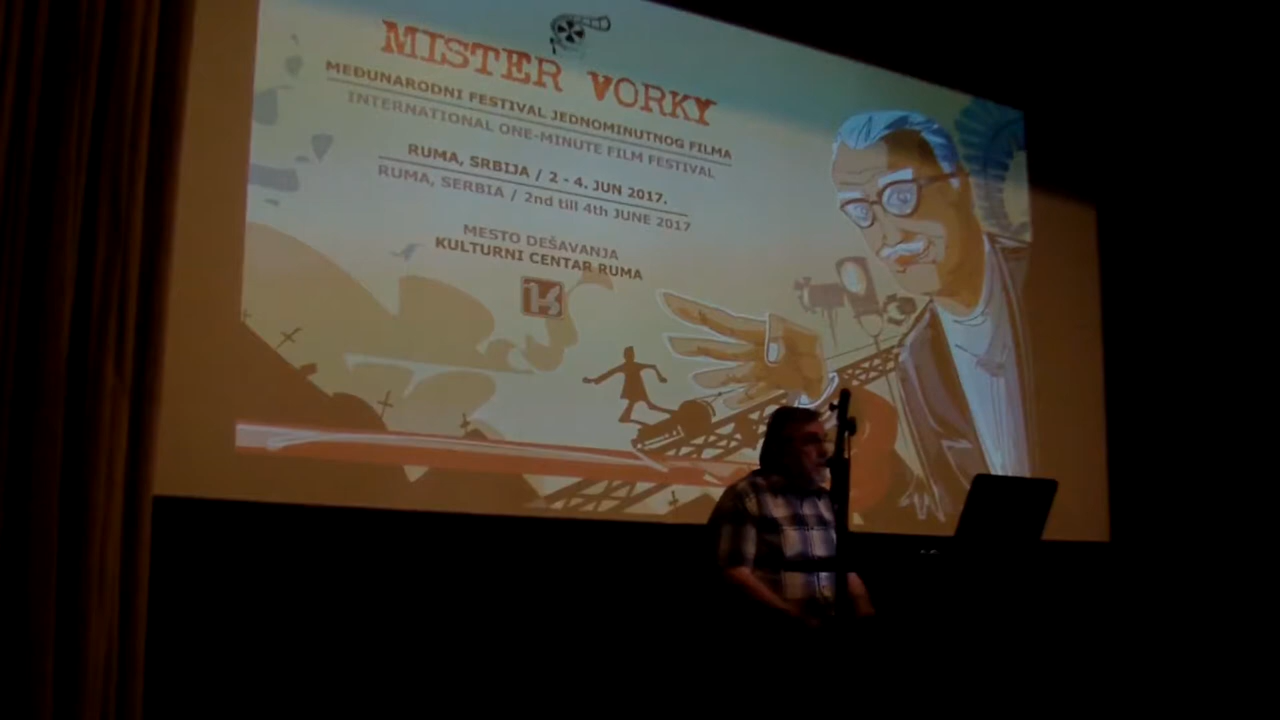 MISTER VORKY
MEĐUNARODNI FESTIVAL JEDNOMINUTNOG FILMA
INTERNATIONAL ONE-MINUTE FILM FESTIVAL
RUMA, SRBIJA / 2 - 4. JUN 2017.
RUMA, SERBIA / 2nd till 4th JUNE 2017
MESTO DEŠAVANJA
KULTURNI CENTAR RUMA